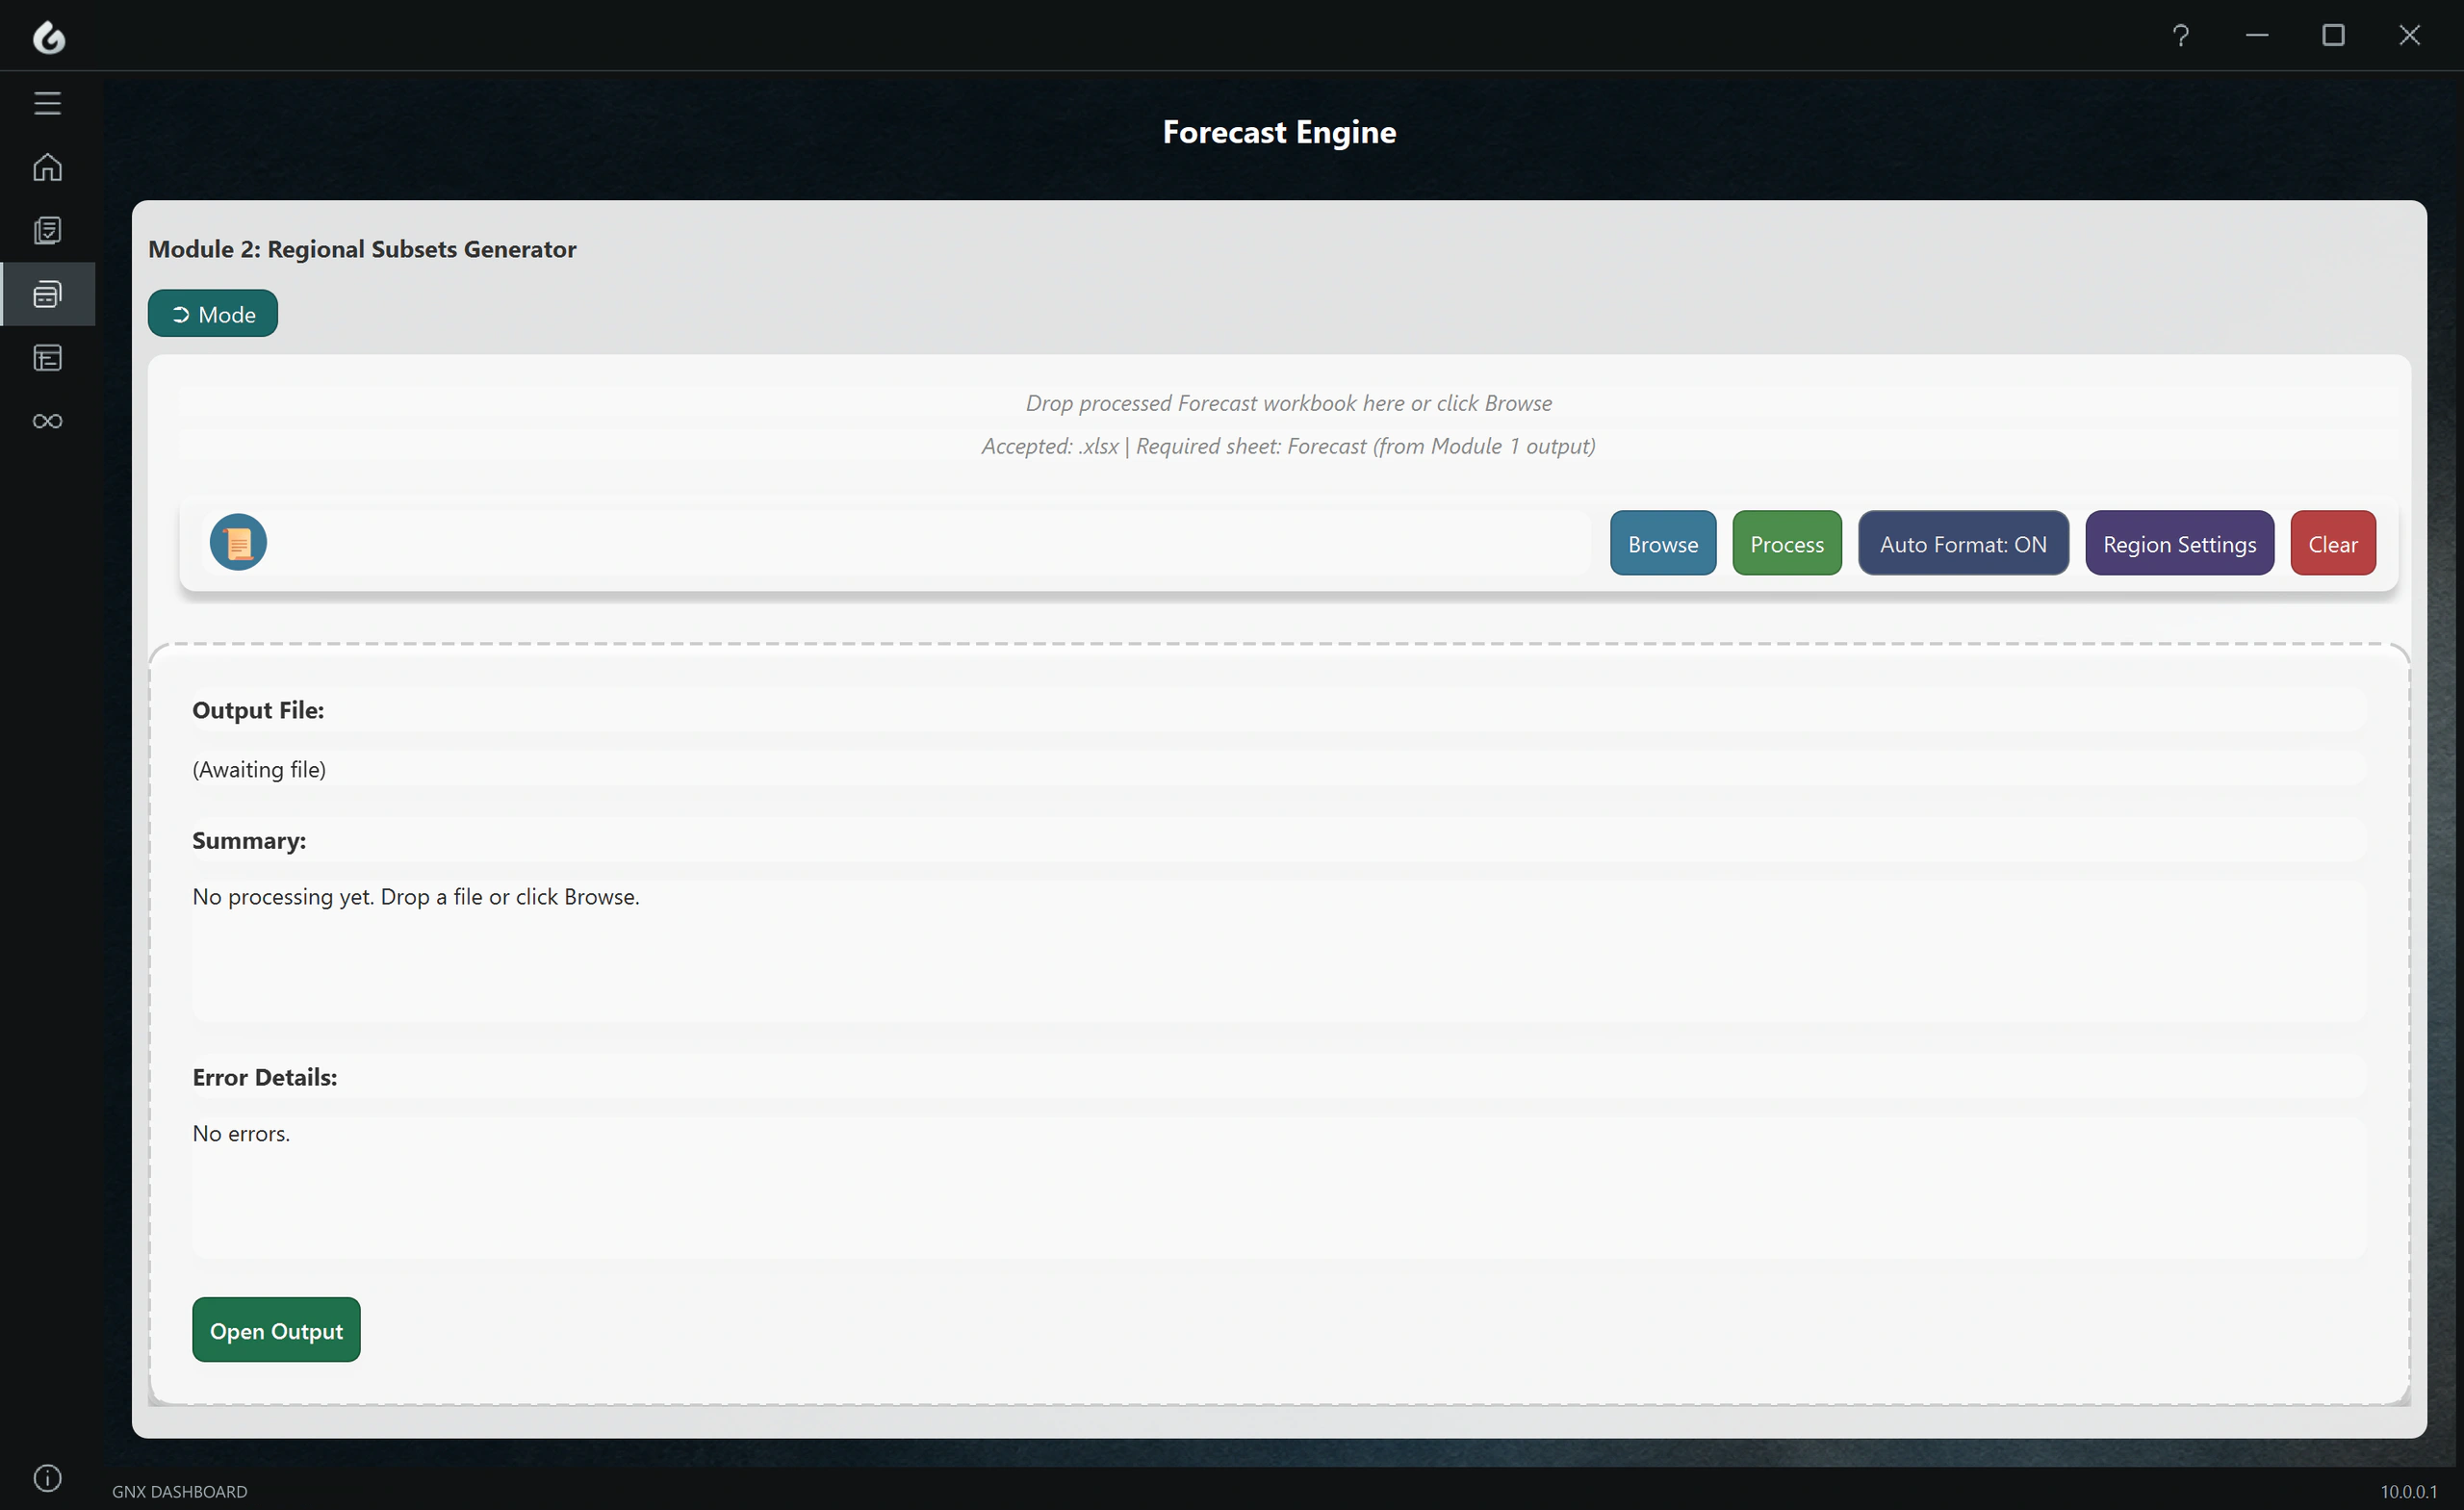 Forecast Engine
Module 2: Regional Subsets Generator
Mode
Drop processed Forecast workbook here or click Browse
Accepted: .xlsx | Required sheet: Forecast (from Module 1 output)
Browse
Process
Auto Format: ON
Region Settings
Clear
Output File:
(Awaiting file)
Summary:
No processing yet. Drop a file or click Browse.
Error Details:
No errors.
Open Output
GNX DASHBOARD
10.0.0.1